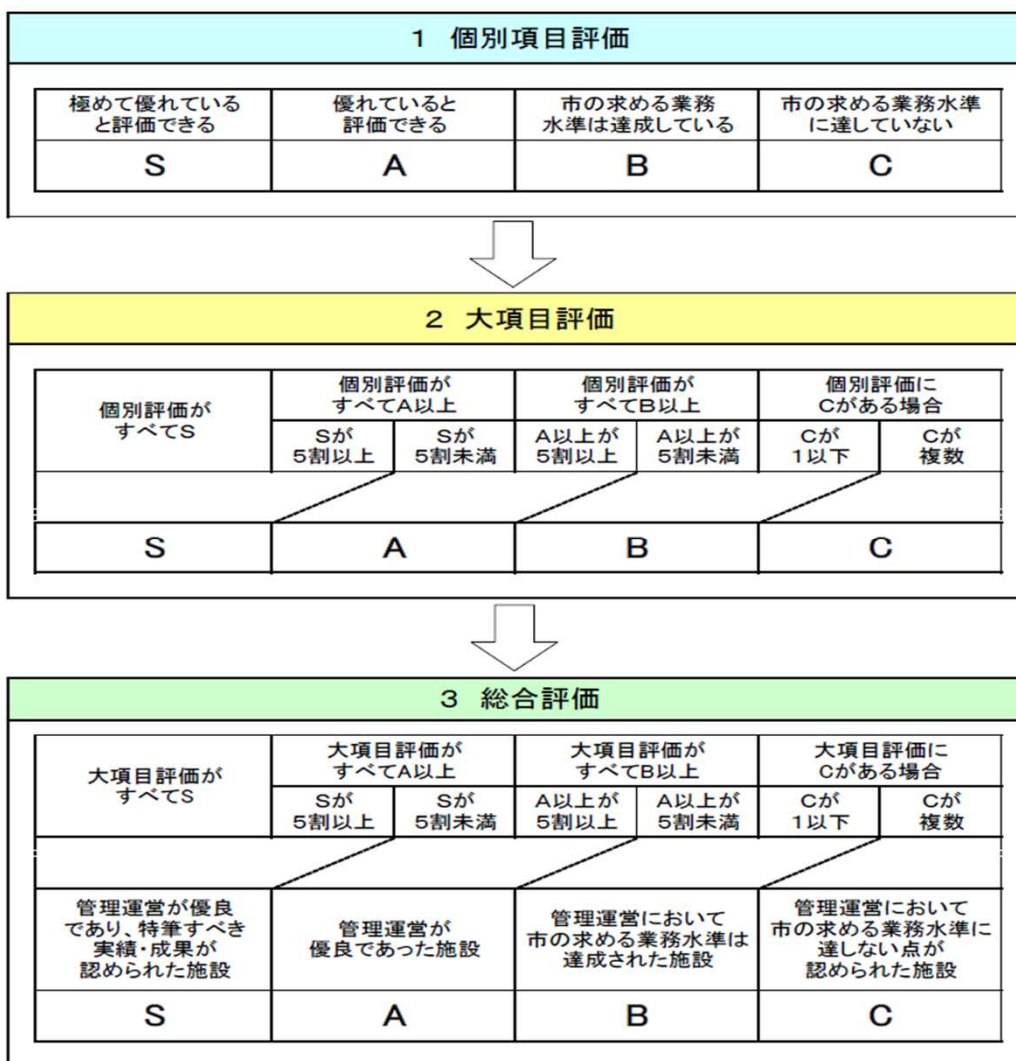 1 個別項目評価
極めて優れている
と評価できる
優れていると
評価できる
市の求める業務
水準は達成している
市の求める業務水準
に達していない
S
A
B
C
2 大項目評価
個別評価が
すべてS
個別評価が
すべてA以上
個別評価が
すべてB以上
個別評価に
Cがある場合
Sが
5割以上
Sが
5割未満
A以上が
5割以上
A以上が
5割未満
Cが
1以下
Cが
複数
S
A
B
C
3 総合評価
大項目評価が
すべてS
大項目評価が
すべてA以上
大項目評価が
すべてB以上
大項目評価に
Cがある場合
Sが
5割以上
Sが
5割未満
A以上が
5割以上
A以上が
5割未満
Cが
1以下
Cが
複数
管理運営が優良
であり、特筆すべき
実績・成果が
認められた施設
管理運営が
優良であった施設
管理運営において
市の求める業務水準は
達成された施設
管理運営において
市の求める業務水準に
達しない点が
認められた施設
S
A
B
C